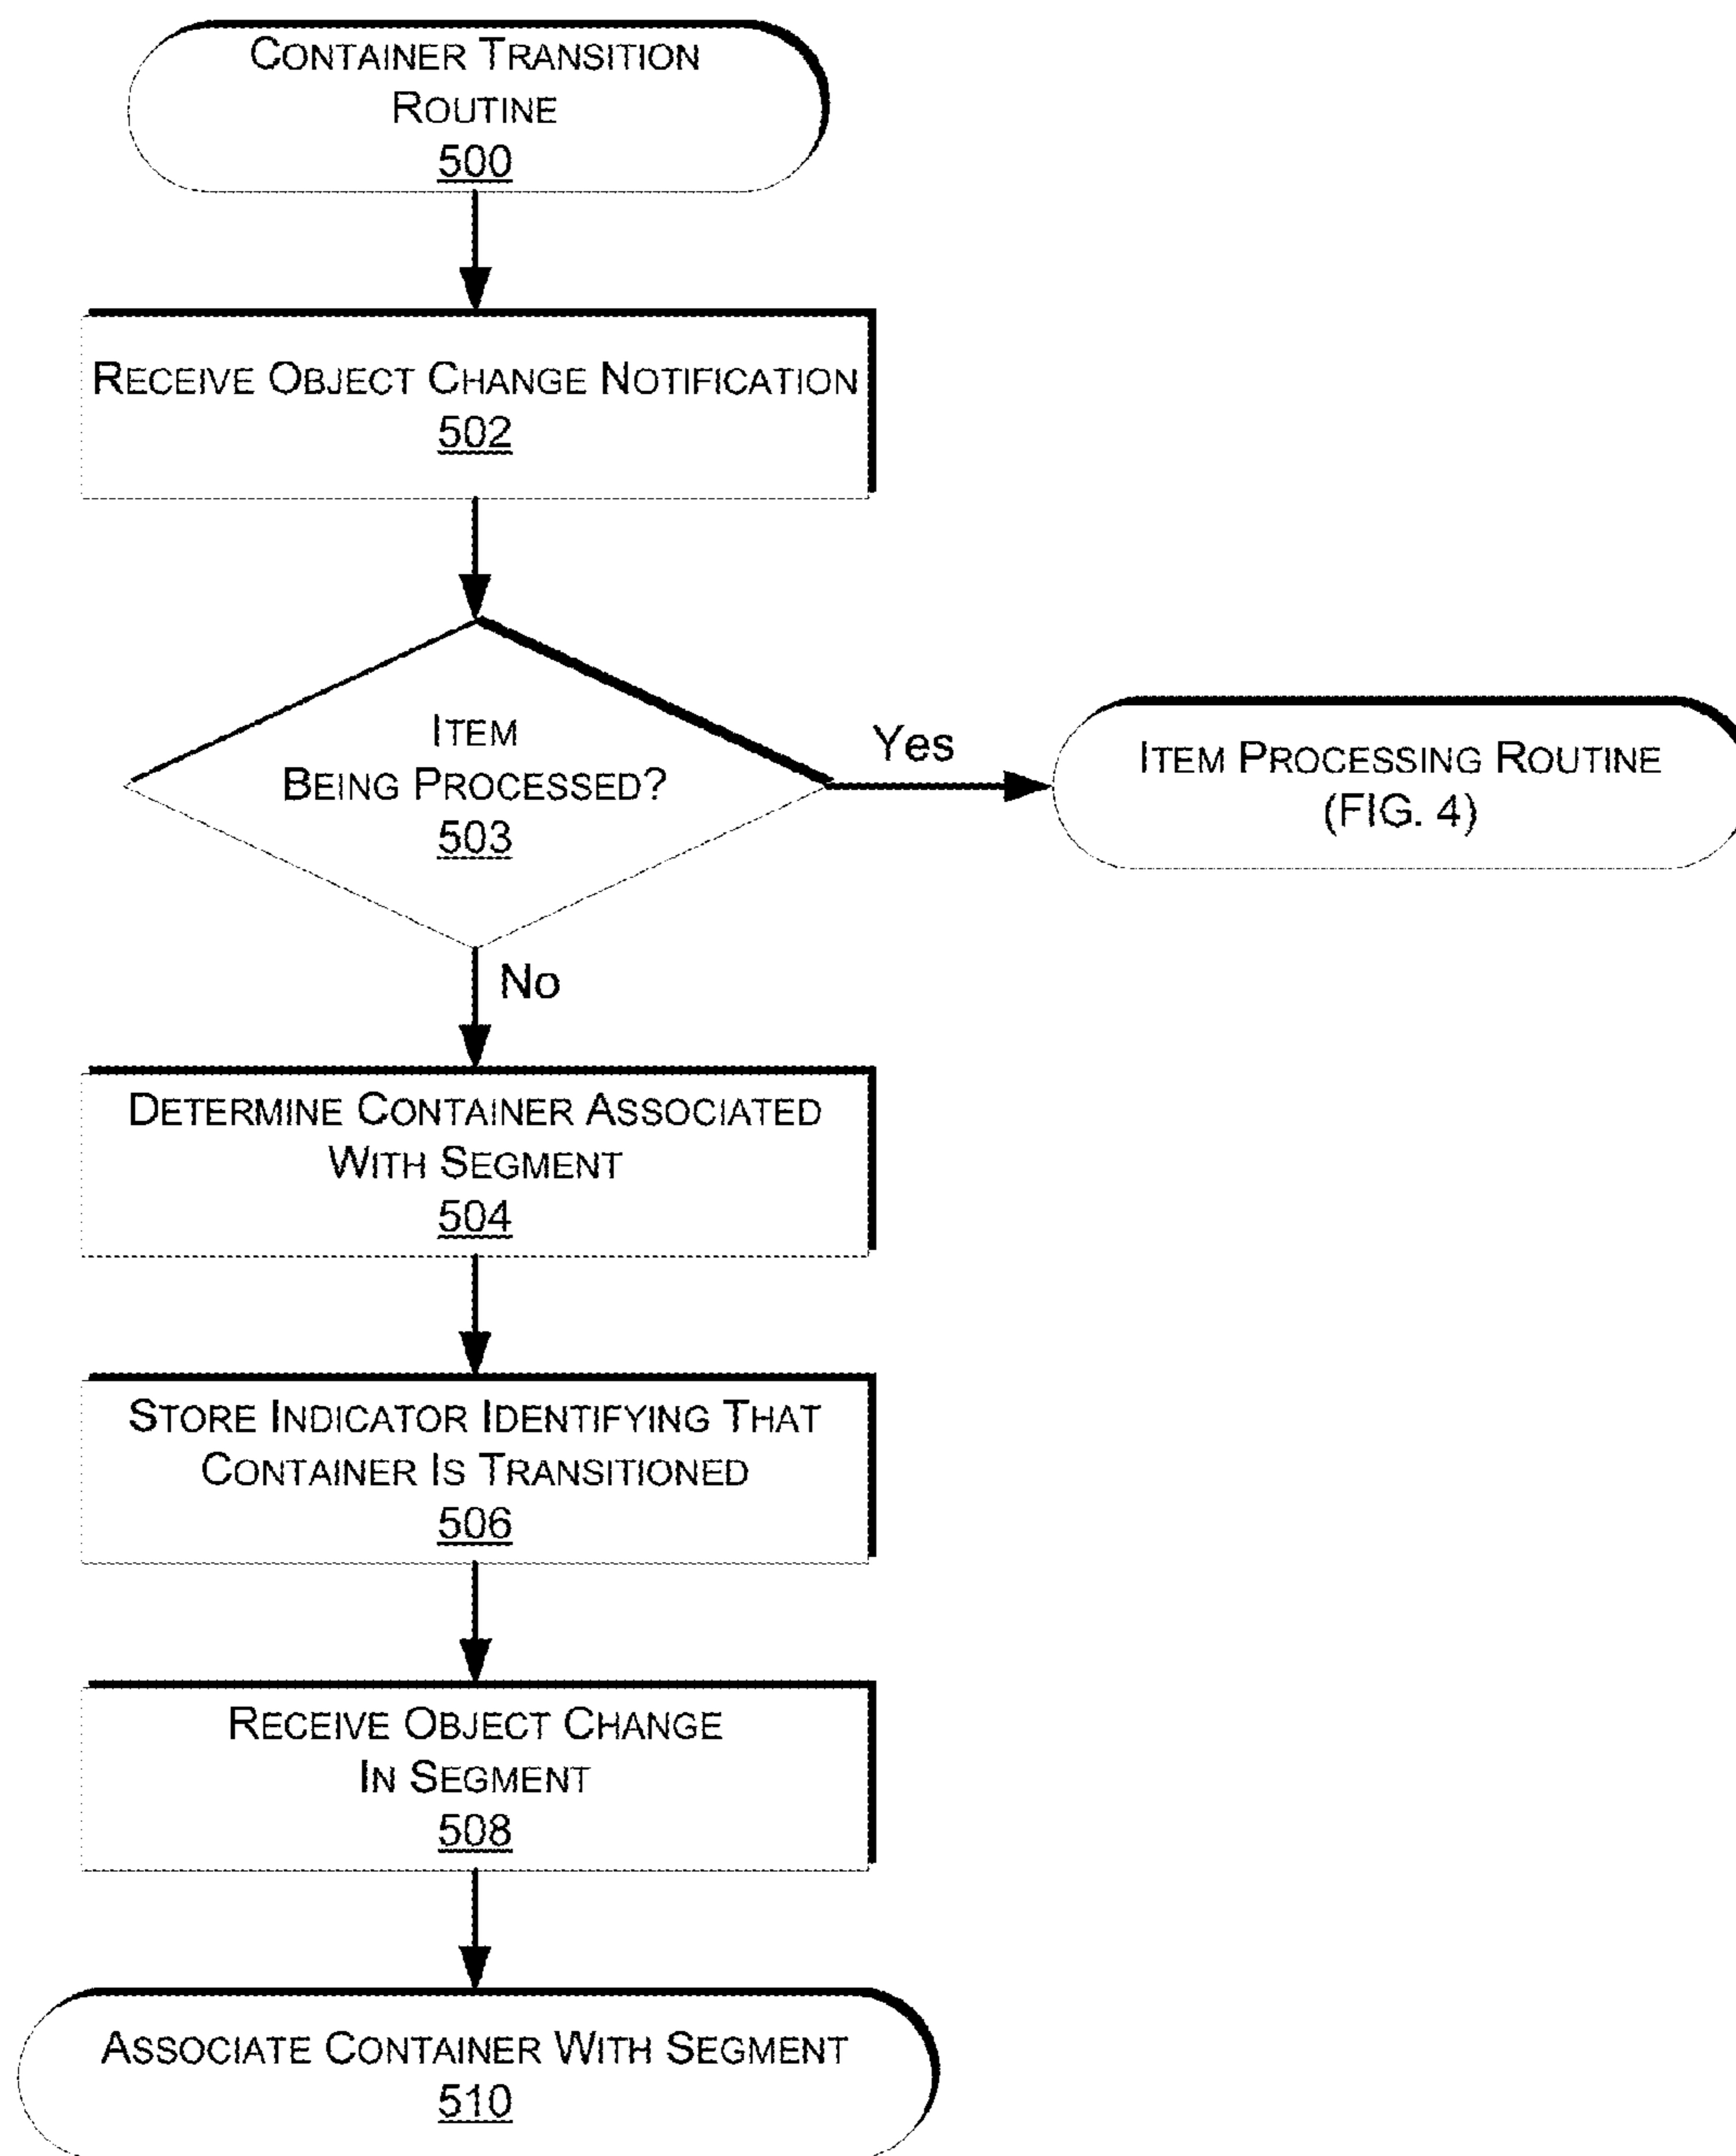 CONTAINER TRANSITION
ROUTINE
500
RECEIVE OBJECT CHANGE NOTIFICATION
502
ITEM
BEING PROCESSED?
503
Yes
ITEM PROCESSING ROUTINE
(FIG. 4)
No
DETERMINE CONTAINER ASSOCIATED
WITH SEGMENT
504
STORE INDICATOR IDENTIFYING THAT
CONTAINER IS TRANSITIONED
506
RECEIVE OBJECT CHANGE
IN SEGMENT
508
ASSOCIATE CONTAINER WITH SEGMENT
510